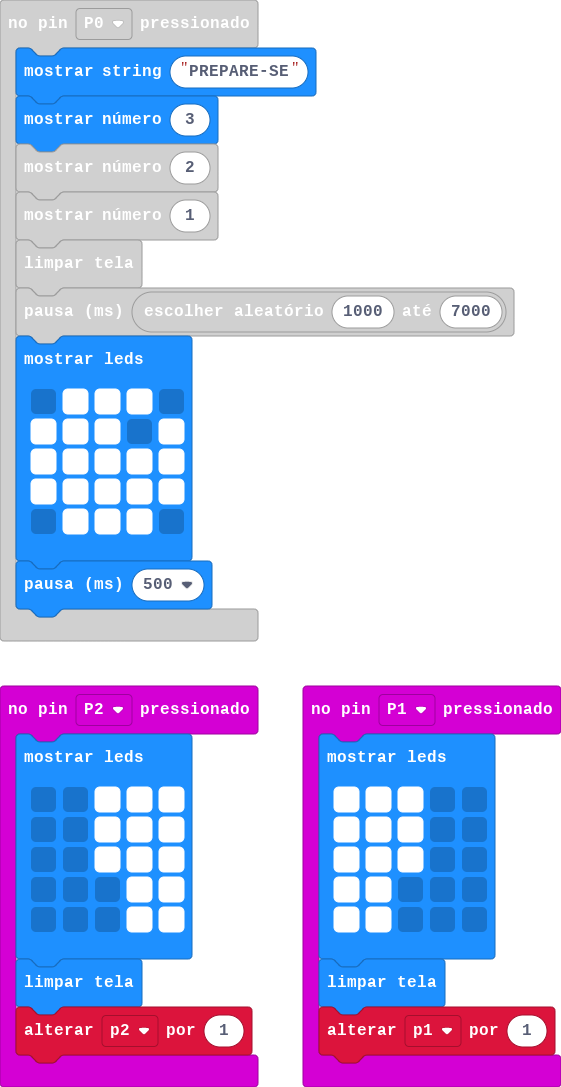 no pin P0 pressionado
mostrar string "PREPARE-SE"
mostrar número 3
mostrar número 2
mostrar número 1
limpar tela
pausa (ms) escolher aleatório 1000 até 7000
mostrar leds
pausa (ms) 500
no pin P2 pressionado
mostrar leds
limpar tela
alterar p2 por 1
no pin P1 pressionado
mostrar leds
limpar tela
alterar p1 por 1